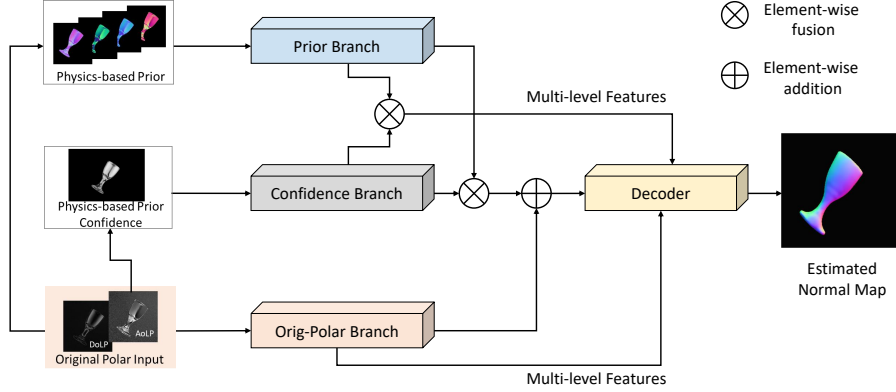 Physics-based Prior
Prior Branch
Element-wise
fusion
Element-wise
addition
Multi-level Features
Physics-based Prior
Confidence
Confidence Branch
Decoder
Estimated
Normal Map
DoLP
AoLP
Original Polar Input
Orig-Polar Branch
Multi-level Features